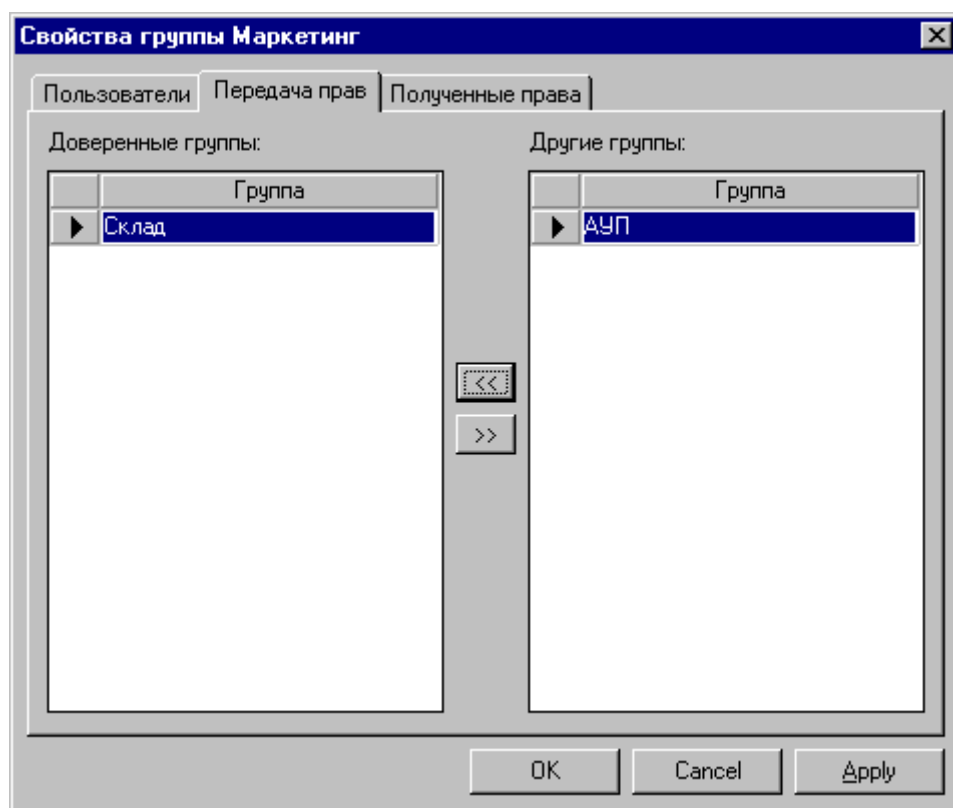 Свойства группы Маркетинг
Пользователи Передача прав Полученные права
Доверенные группы: Другие группы:
Группа Группа
Склад АУП
<<
>>
OK Cancel Apply